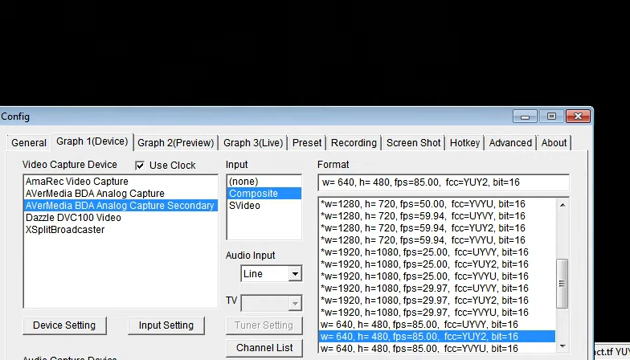 Config
General Graph 1(Device) Graph 2(Preview) Graph 3(Live) Preset Recording Screen Shot Hotkey Advanced About
Video Capture Device Use Clock
AmaRec Video Capture
AVerMedia BDA Analog Capture
AVerMedia BDA Analog Capture Secondary
Dazzle DVC100 Video
XSplitBroadcaster
Device Setting Input Setting
Input
(none)
Composite
SVideo
Audio Input
Line
TV
Tuner Setting
Channel List
Format
w= 640, h= 480, fps=85.00, fcc=YUY2, bit=16
*w=1280, h= 720, fps=50.00, fcc=YVYU, bit=16
*w=1280, h= 720, fps=59.94, fcc=UYVY, bit=16
*w=1280, h= 720, fps=59.94, fcc=YUY2, bit=16
*w=1280, h= 720, fps=59.94, fcc=YVYU, bit=16
*w=1920, h=1080, fps=25.00, fcc=UYVY, bit=16
*w=1920, h=1080, fps=25.00, fcc=YUY2, bit=16
*w=1920, h=1080, fps=25.00, fcc=YVYU, bit=16
*w=1920, h=1080, fps=29.97, fcc=UYVY, bit=16
*w=1920, h=1080, fps=29.97, fcc=YUY2, bit=16
*w=1920, h=1080, fps=29.97, fcc=YVYU, bit=16
w= 640, h= 480, fps=85.00, fcc=UYVY, bit=16
w= 640, h= 480, fps=85.00, fcc=YUY2, bit=16
w= 640, h= 480, fps=85.00, fcc=YVYU, bit=16
act.tf YU
Audio Capture Device